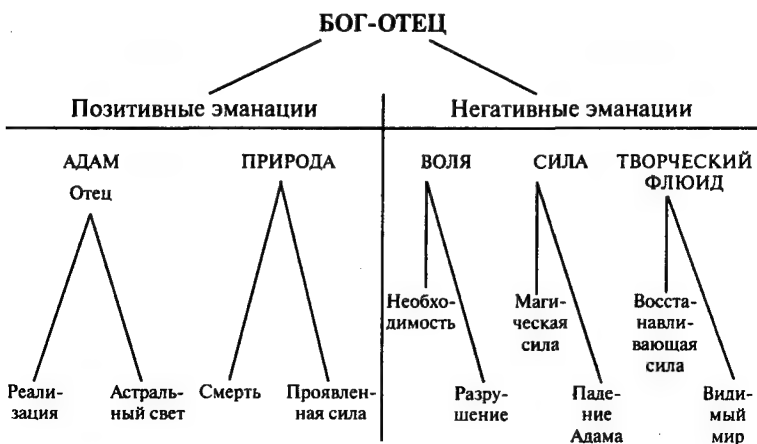 БОГ-ОТЕЦ
Позитивные эманации
Негативные эманации
АДАМ
Отец
ПРИРОДА
ВОЛЯ
СИЛА
ТВОРЧЕСКИЙ
ФЛЮИД
Необхо-
димость
Маги-
ческая
сила
Восста-
навли-
вающая
сила
Реали-
зация
Астраль-
ный свет
Смерть
Проявлен-
ная сила
Разру-
шение
Паде-
ние
Адама
Види-
мый
мир